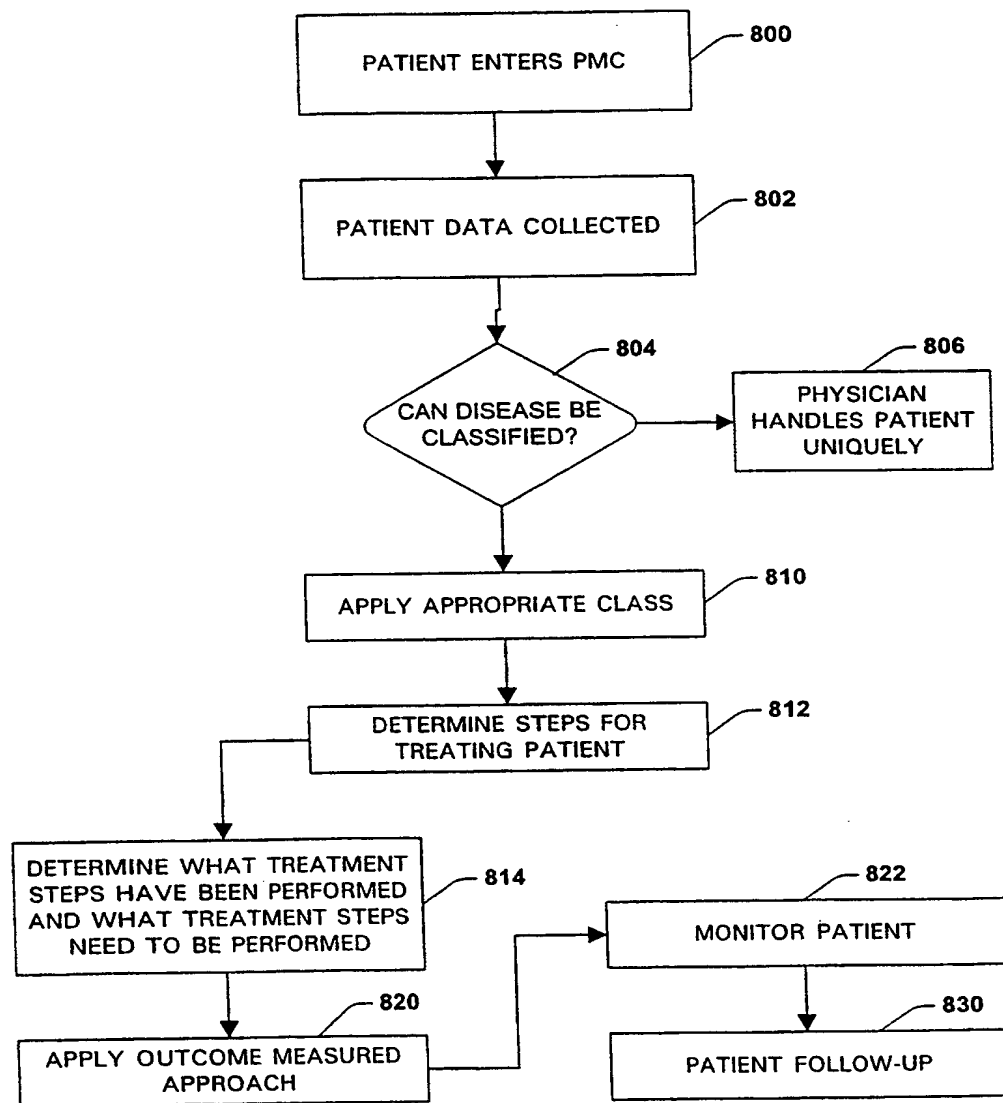 PATIENT ENTERS PMC
800
PATIENT DATA COLLECTED
802
804
CAN DISEASE BE
CLASSIFIED?
806
PHYSICIAN
HANDLES PATIENT
UNIQUELY
810
APPLY APPROPRIATE CLASS
812
DETERMINE STEPS FOR
TREATING PATIENT
DETERMINE WHAT TREATMENT
STEPS HAVE BEEN PERFORMED
AND WHAT TREATMENT STEPS
NEED TO BE PERFORMED
814
820
APPLY OUTCOME MEASURED
APPROACH
822
MONITOR PATIENT
830
PATIENT FOLLOW-UP